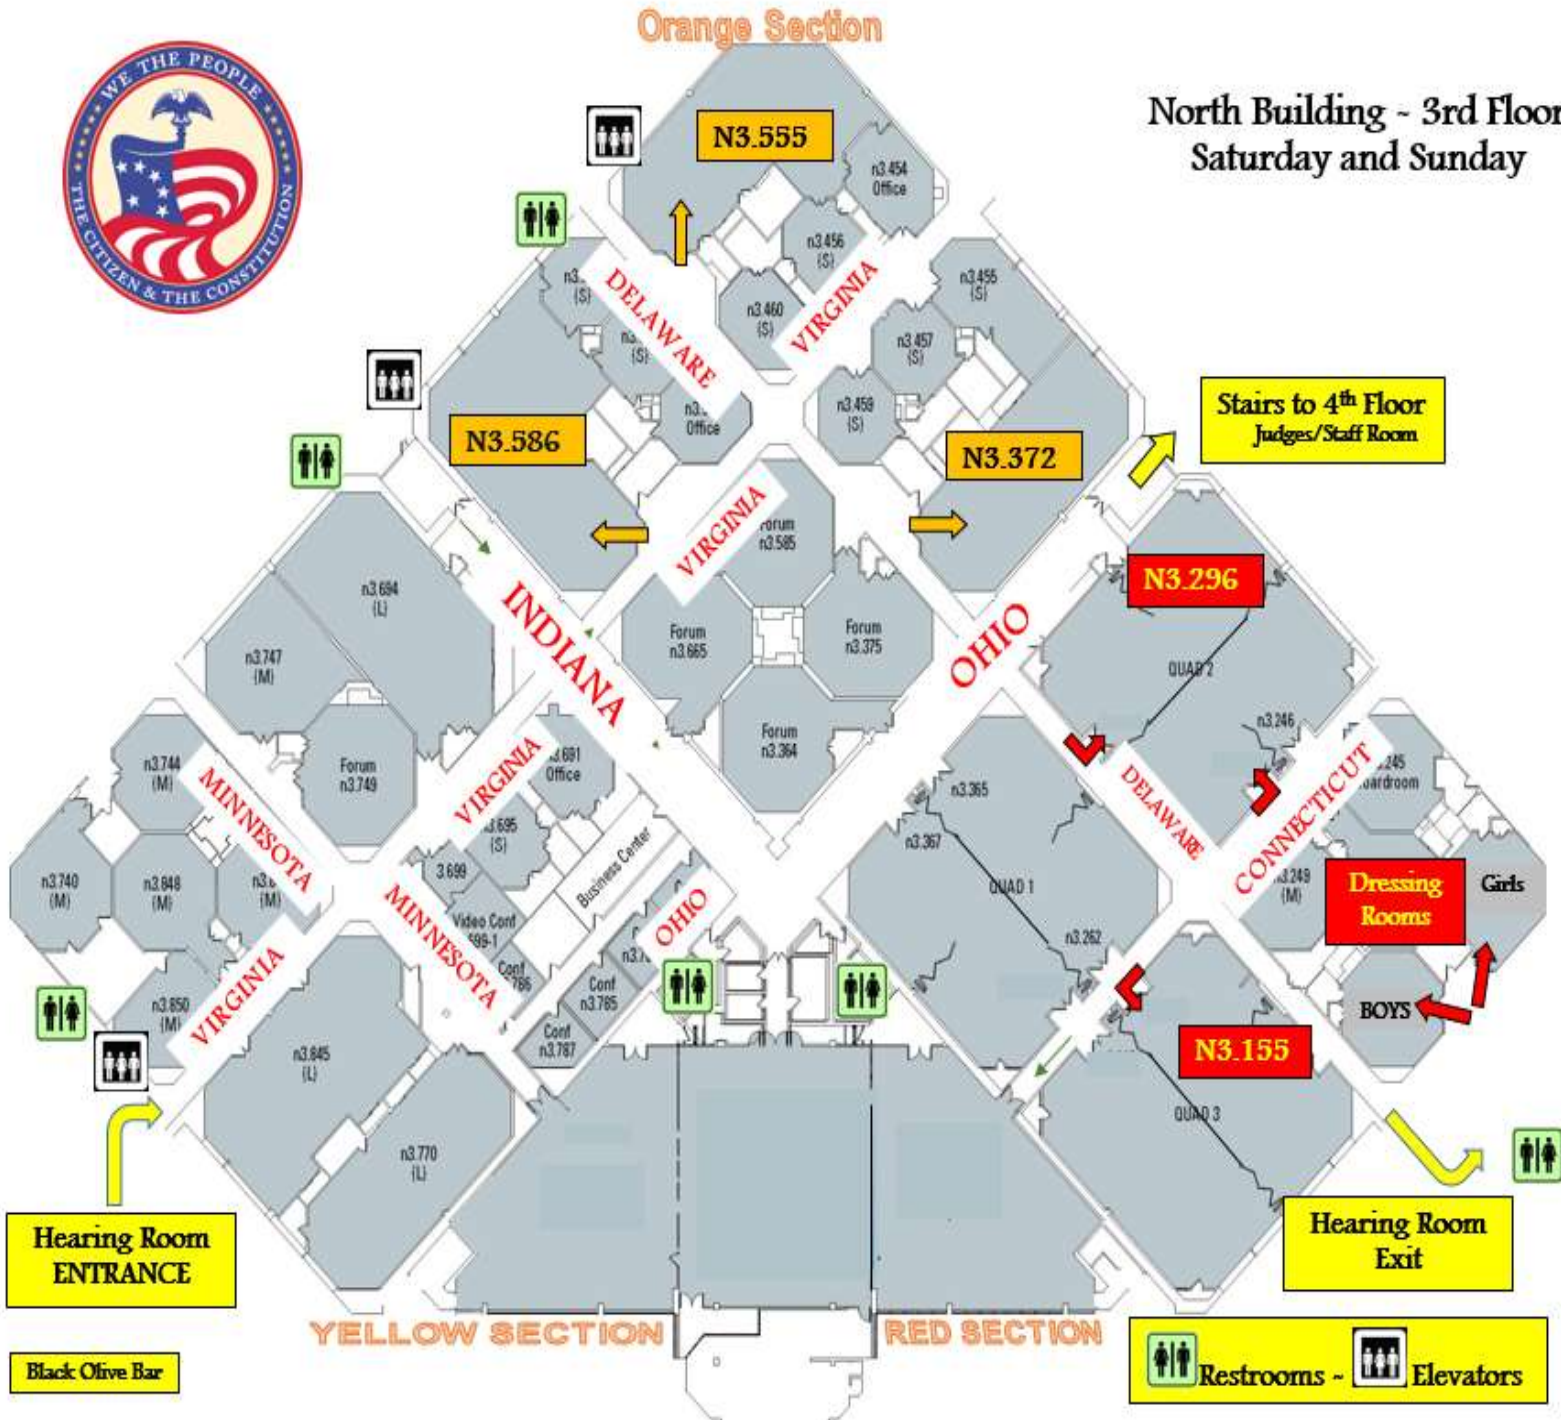 Orange Section
WE THE PEOPLE
THE CITIZEN & THE CONSTITUTION
North Building ~ 3rd Floor
Saturday and Sunday
N3.555
n3.454
Office
n3.456
(S)
n3.460
(S)
VIRGINIA
DELAWARE
(S)
(S)
Office
n3.455
(S)
n3.457
(S)
n3.459
(S)
N3.586
N3.372
Stairs to 4th Floor
Judges/Staff Room
VIRGINIA
Forum
n3.585
Forum
n3.665
Forum
n3.375
Forum
n3.364
INDIANA
OHIO
N3.296
QUAD 2
n3.246
n3.694
(L)
n3.747
(M)
Forum
n3.749
n3.744
(M)
MINNESOTA
VIRGINIA
n3.691
Office
n3.695
(S)
3.699
Video Conf
Business Center
n3.740
(M)
n3.848
(M)
(M)
MINNESOTA
Conf
OHIO
Conf
n3.785
Conf
n3.787
n3.850
(M)
VIRGINIA
n3.845
(L)
n3.770
(L)
n3.365
n3.367
QUAD 1
n3.262
DELAWARE
CONNECTICUT
n3.249
(M)
Dressing
Rooms
Girls
BOYS
N3.155
QUAD 3
Hearing Room
ENTRANCE
Hearing Room
Exit
YELLOW SECTION
RED SECTION
Black Olive Bar
Restrooms ~ Elevators